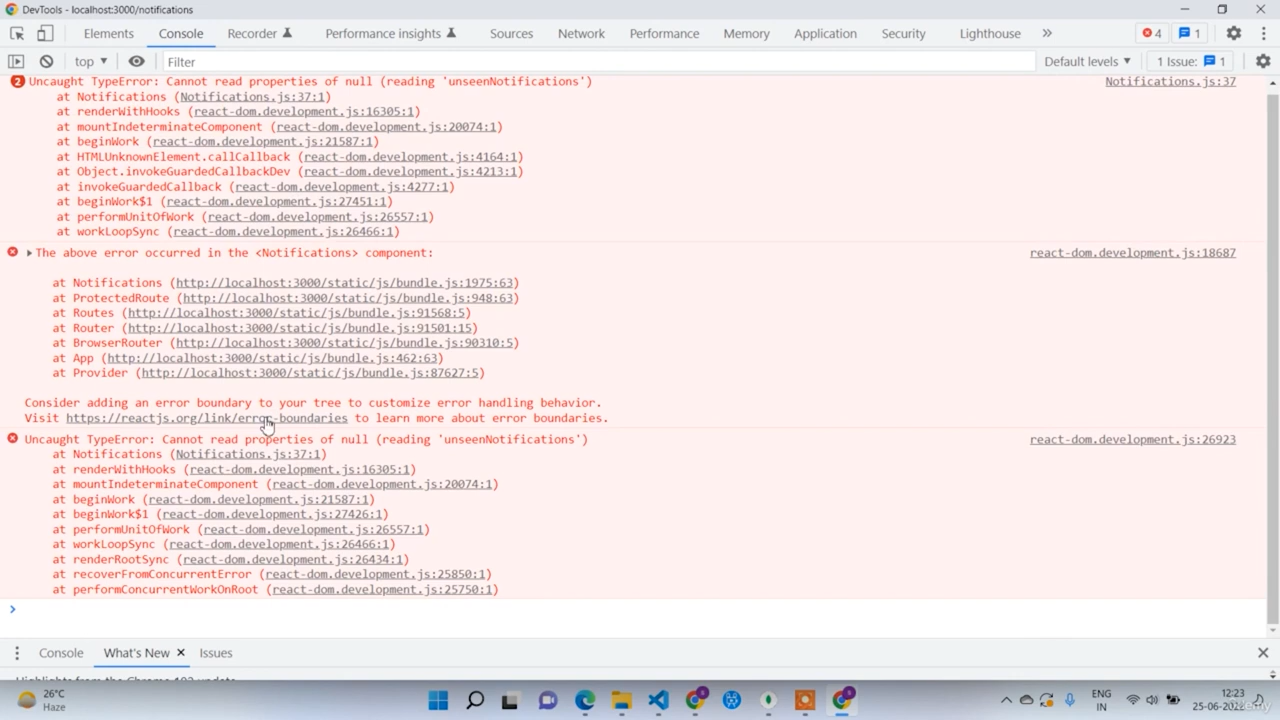 DevTools - localhost:3000/notifications
Elements Console Recorder Performance insights Sources Network Performance Memory Application Security Lighthouse » 4 1
top ▼ Filter Default levels ▼ 1 Issue: 1
2 Uncaught TypeError: Cannot read properties of null (reading 'unseenNotifications') Notifications.js:37
at Notifications (Notifications.js:37:1)
at renderWithHooks (react-dom.development.js:16305:1)
at mountIndeterminateComponent (react-dom.development.js:20074:1)
at beginWork (react-dom.development.js:21587:1)
at HTMLUnknownElement.callCallback (react-dom.development.js:4164:1)
at Object.invokeGuardedCallbackDev (react-dom.development.js:4213:1)
at invokeGuardedCallback (react-dom.development.js:4277:1)
at beginWork$1 (react-dom.development.js:27451:1)
at performUnitOfWork (react-dom.development.js:26557:1)
at workLoopSync (react-dom.development.js:26466:1)
The above error occurred in the <Notifications> component: react-dom.development.js:18687
at Notifications (http://localhost:3000/static/js/bundle.js:1975:63)
at ProtectedRoute (http://localhost:3000/static/js/bundle.js:948:63)
at Routes (http://localhost:3000/static/js/bundle.js:91568:5)
at Router (http://localhost:3000/static/js/bundle.js:91501:15)
at BrowserRouter (http://localhost:3000/static/js/bundle.js:90310:5)
at App (http://localhost:3000/static/js/bundle.js:462:63)
at Provider (http://localhost:3000/static/js/bundle.js:87627:5)
Consider adding an error boundary to your tree to customize error handling behavior.
Visit https://reactjs.org/link/error-boundaries to learn more about error boundaries.
Uncaught TypeError: Cannot read properties of null (reading 'unseenNotifications') react-dom.development.js:26923
at Notifications (Notifications.js:37:1)
at renderWithHooks (react-dom.development.js:16305:1)
at mountIndeterminateComponent (react-dom.development.js:20074:1)
at beginWork (react-dom.development.js:21587:1)
at beginWork$1 (react-dom.development.js:27426:1)
at performUnitOfWork (react-dom.development.js:26557:1)
at workLoopSync (react-dom.development.js:26466:1)
at renderRootSync (react-dom.development.js:26434:1)
at recoverFromConcurrentError (react-dom.development.js:25850:1)
at performConcurrentWorkOnRoot (react-dom.development.js:25750:1)
Console What's New × Issues
Highlights from the Chrome 102 update
26°C
Haze
ENG
IN
12:23
25-06-2022